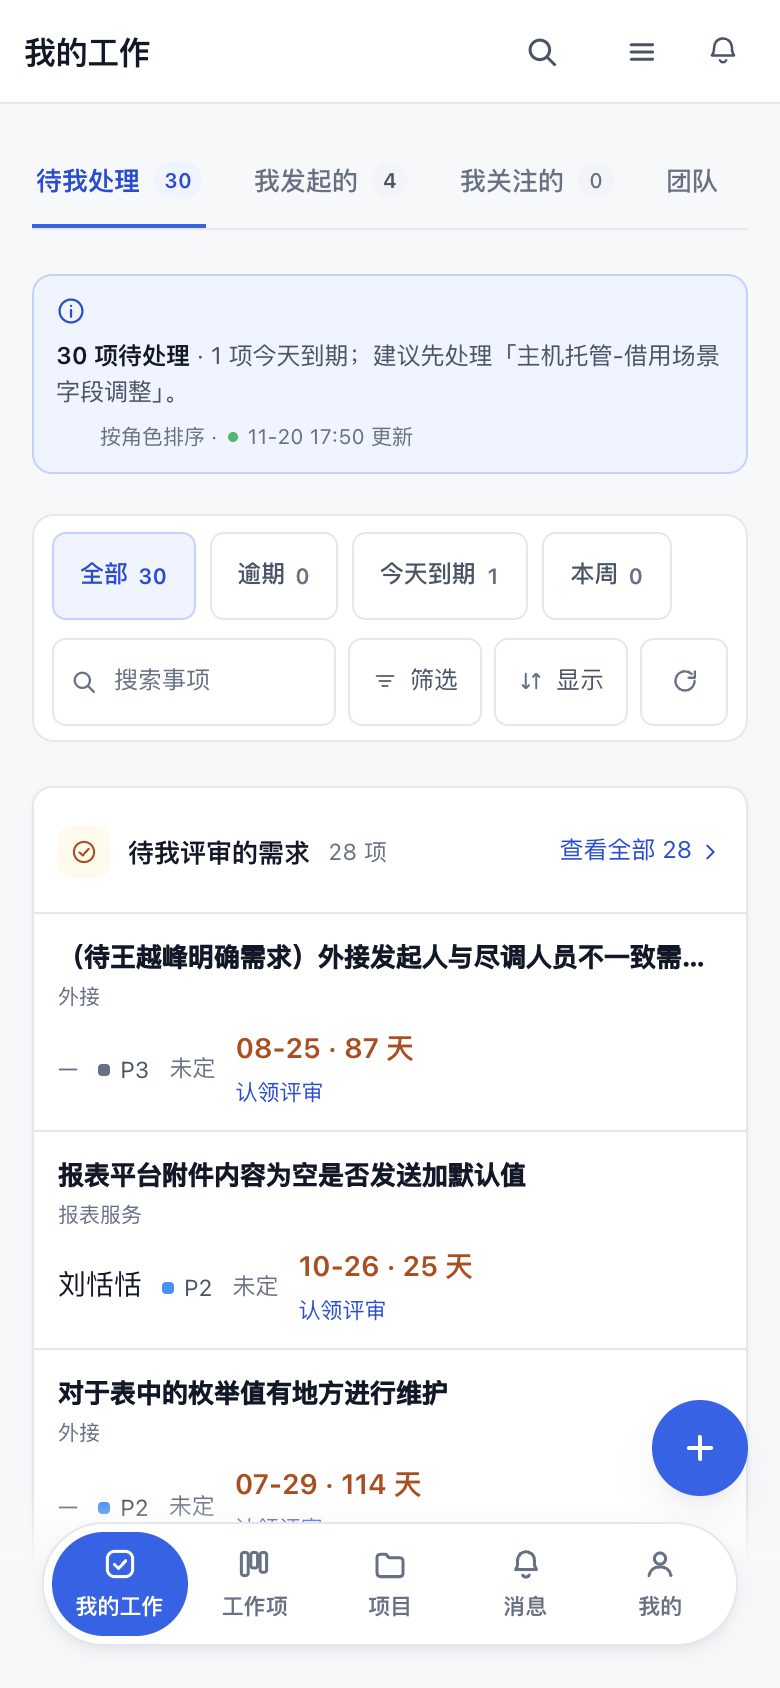 我的工作
待我处理 30 我发起的 4 我关注的 0 团队
30 项待处理 · 1 项今天到期；建议先处理「主机托管-借用场景
字段调整」。
按角色排序 · 11-20 17:50 更新
全部 30 逾期 0 今天到期 1 本周 0
搜索事项 筛选 显示
待我评审的需求 28 项 查看全部 28
（待王越峰明确需求）外接发起人与尽调人员不一致需...
外接
— P3 未定 08-25 · 87 天
认领评审
报表平台附件内容为空是否发送加默认值
报表服务
刘恬恬 P2 未定 10-26 · 25 天
认领评审
对于表中的枚举值有地方进行维护
外接
— P2 未定 07-29 · 114 天
我的工作 工作项 项目 消息 我的